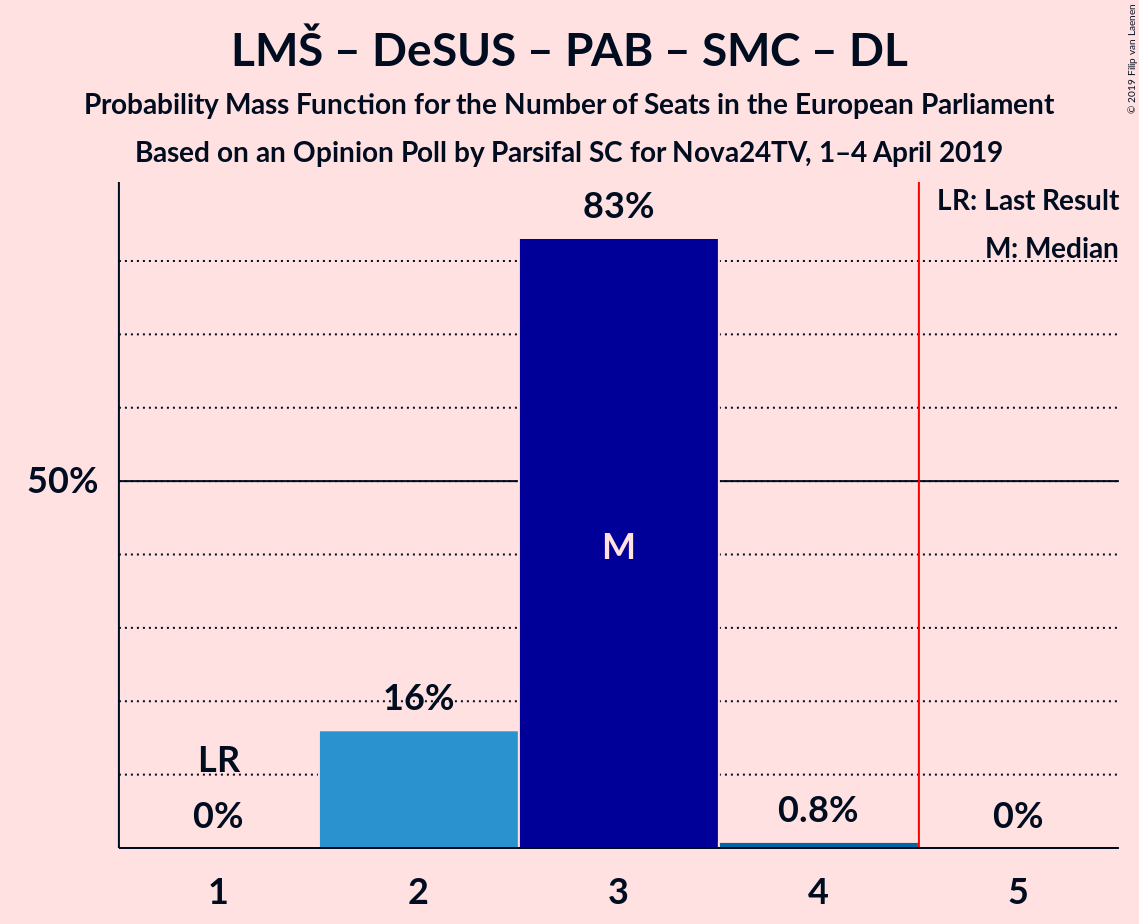 LMŠ – DeSUS – PAB – SMC – DL
Probability Mass Function for the Number of Seats in the European Parliament
Based on an Opinion Poll by Parsifal SC for Nova24TV, 1–4 April 2019
© 2019 Filip van Laenen
LR: Last Result
M: Median
83%
50%
M
16%
LR
0%
0.8%
0%
1 2 3 4 5